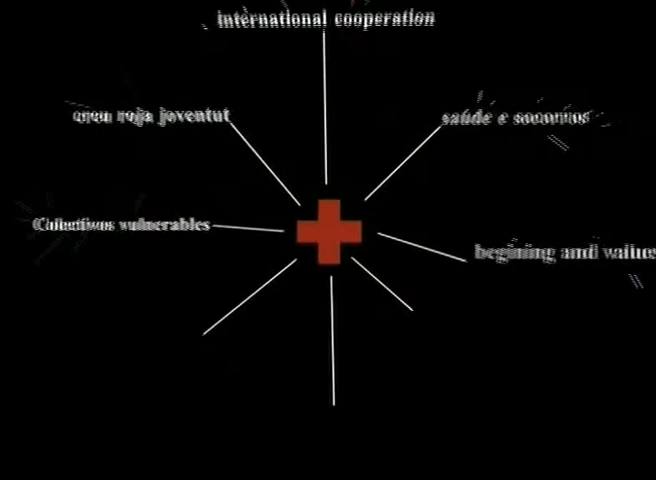 international cooperation
creu roja joventut
saúde e socorros
Colectivos vulnerables
begining and values